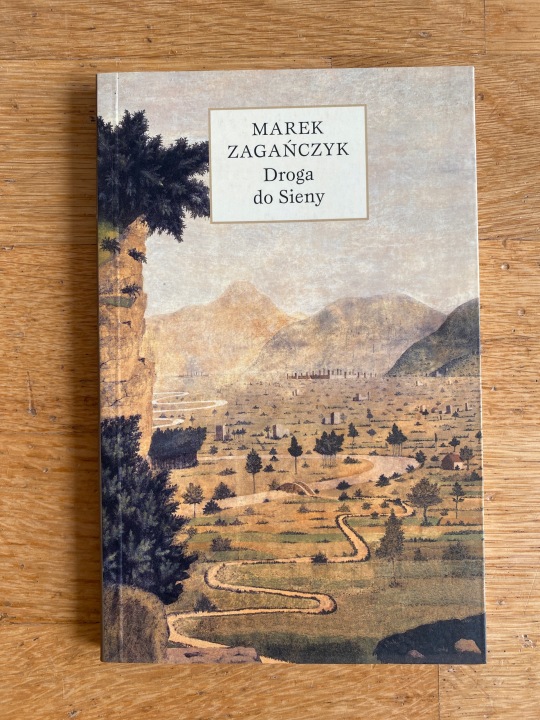 MAREK
ZAGAŃCZYK
Droga
do Sieny